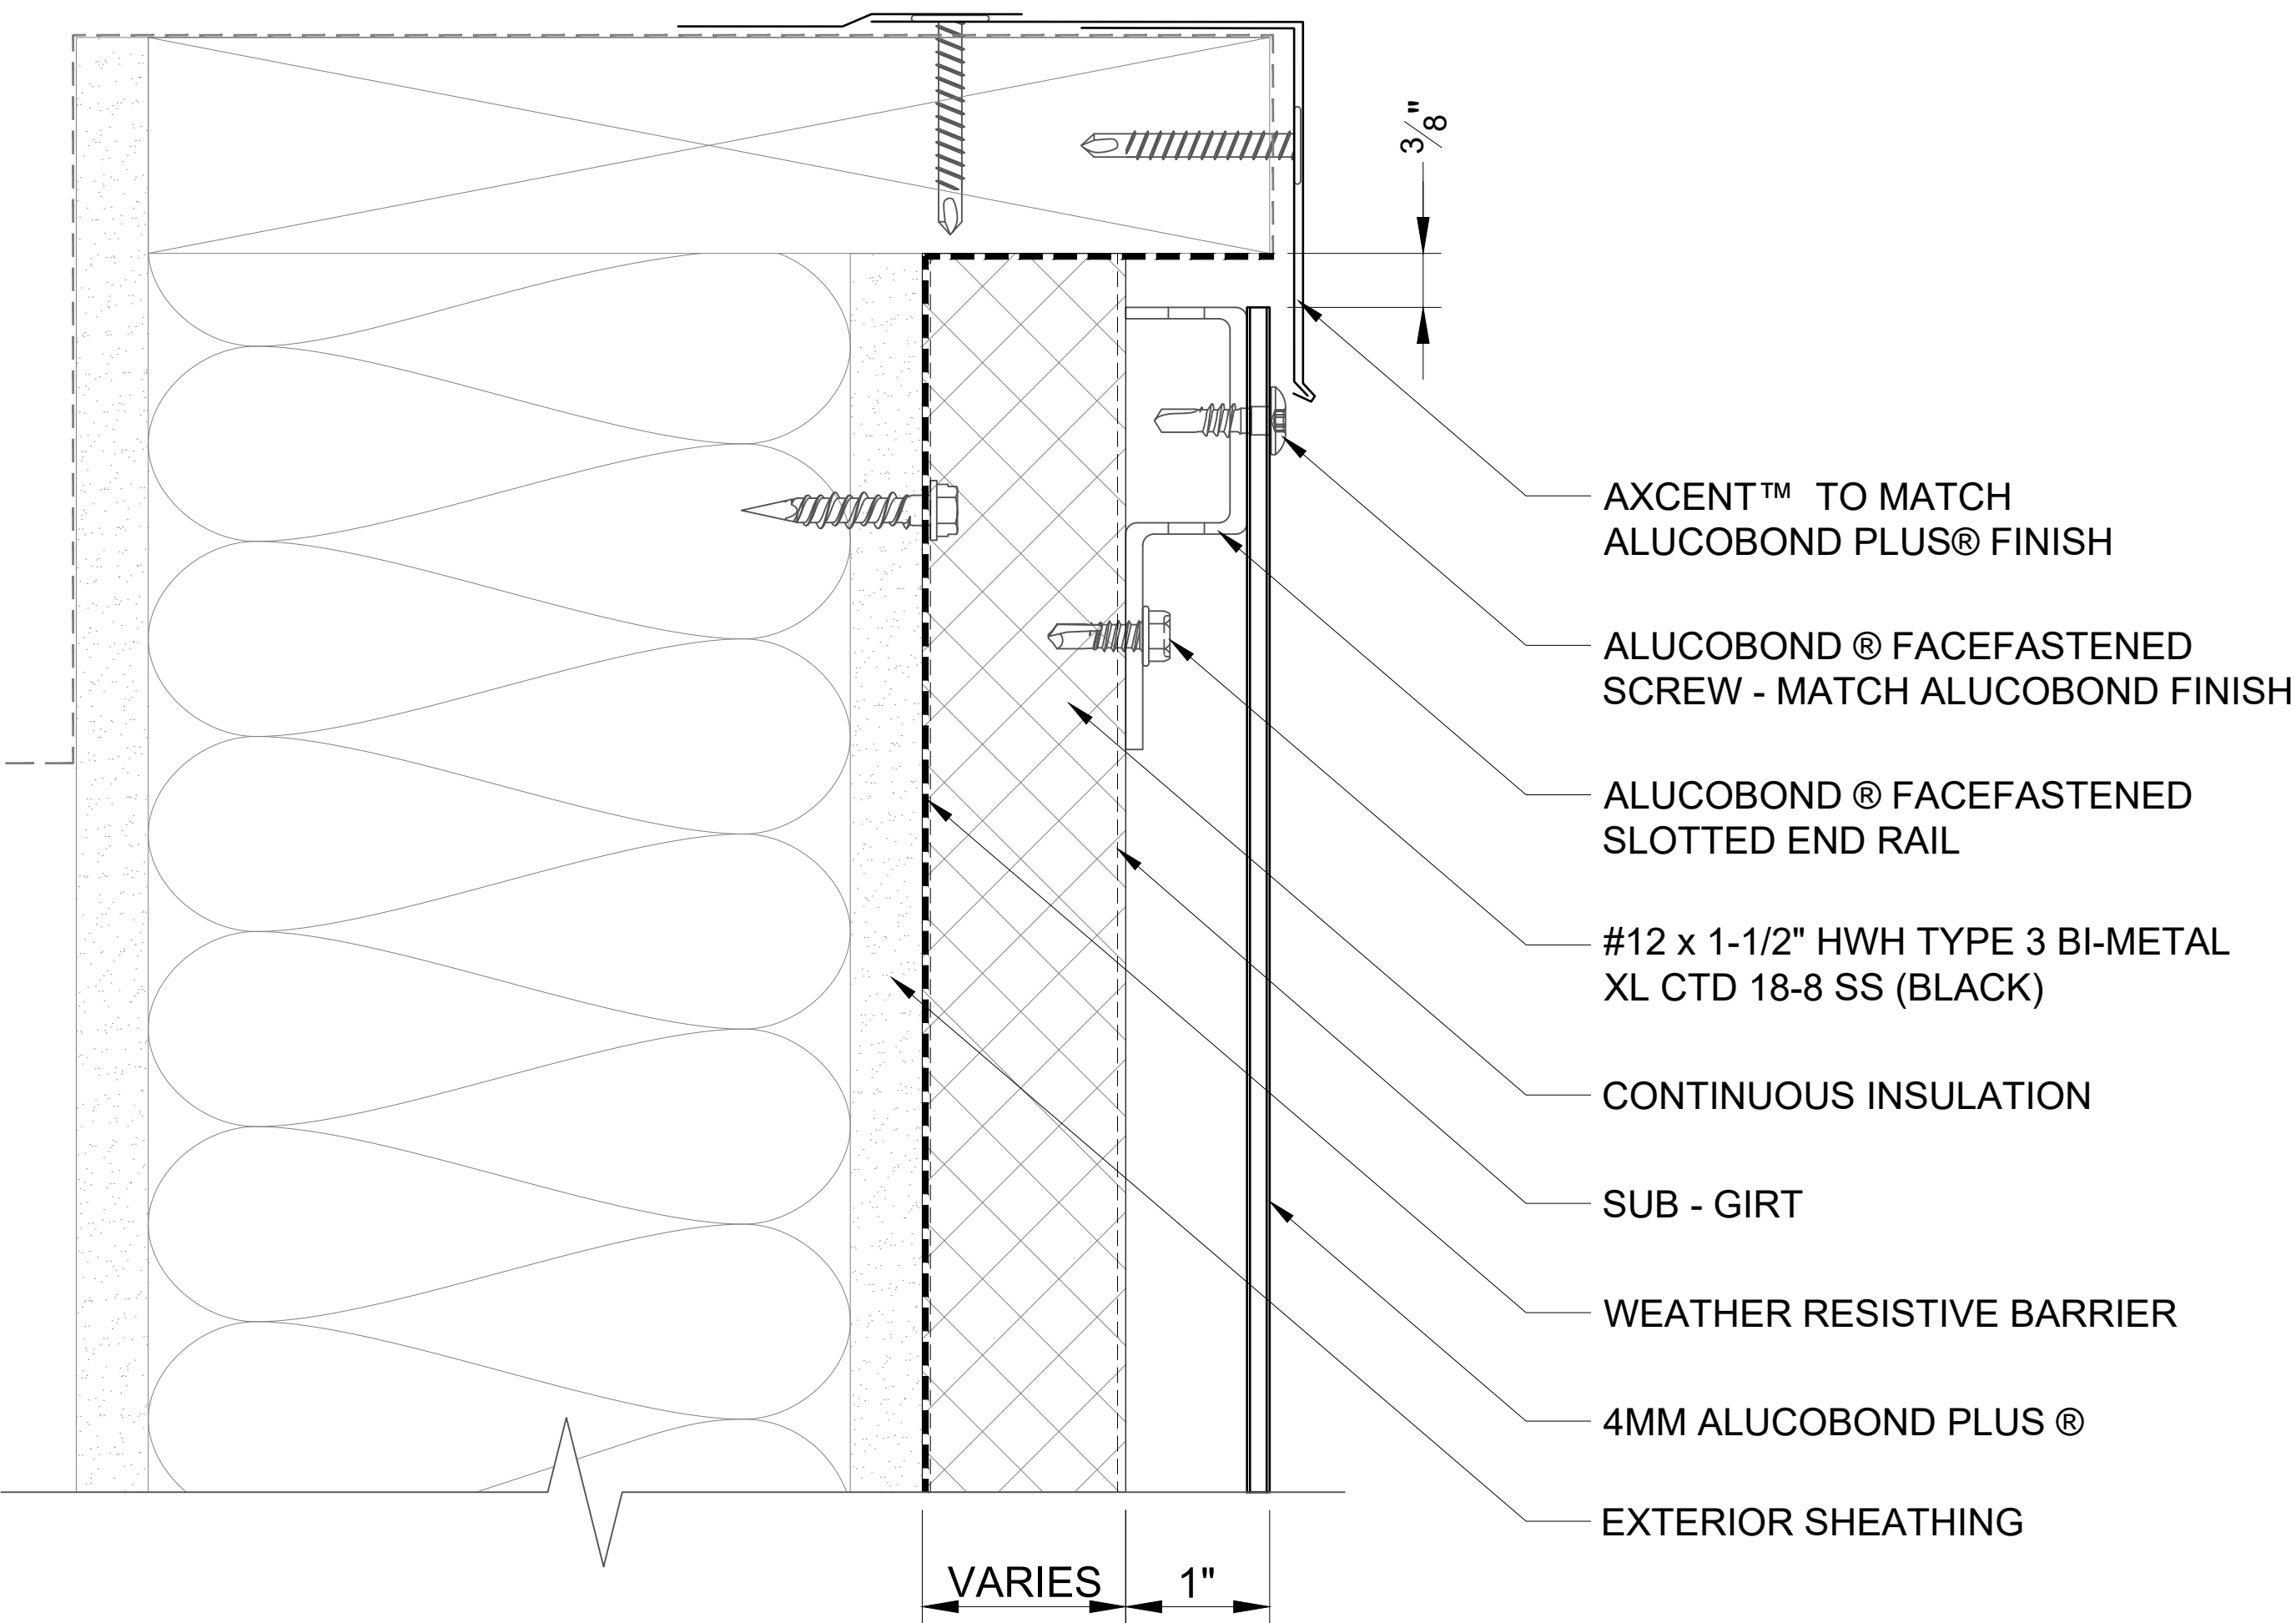 3/8"
AXCENT™ TO MATCH
ALUCOBOND PLUS® FINISH
ALUCOBOND ® FACEFASTENED
SCREW - MATCH ALUCOBOND FINISH
ALUCOBOND ® FACEFASTENED
SLOTTED END RAIL
#12 x 1-1/2" HWH TYPE 3 BI-METAL
XL CTD 18-8 SS (BLACK)
CONTINUOUS INSULATION
SUB - GIRT
WEATHER RESISTIVE BARRIER
4MM ALUCOBOND PLUS ®
EXTERIOR SHEATHING
VARIES 1"